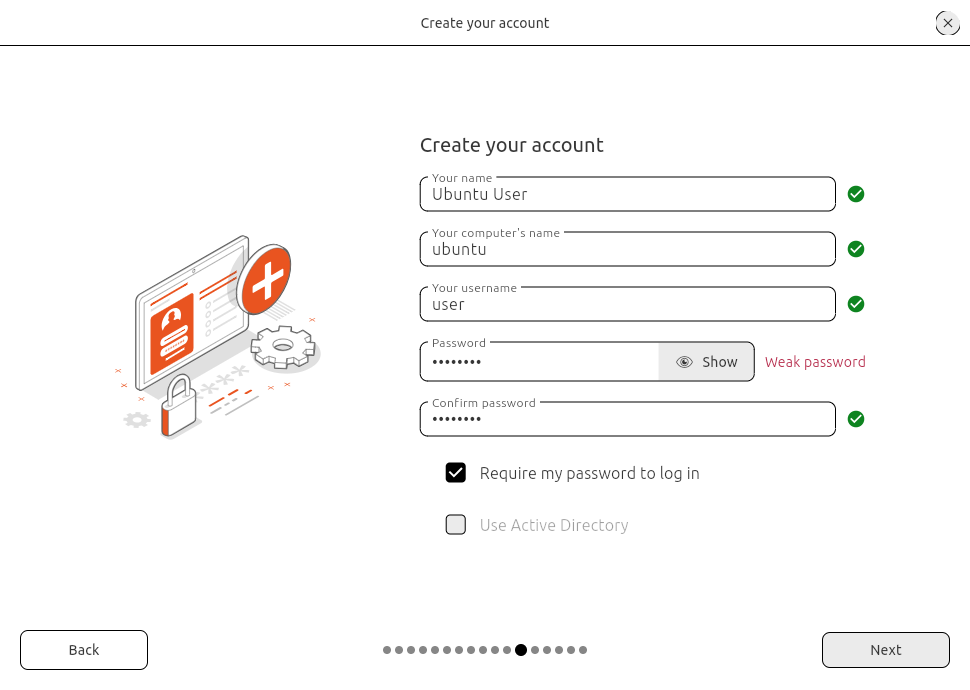 Create your account
Create your account
Your name
Ubuntu User
Your computer's name
ubuntu
Your username
user
Password
••••••••
Show
Weak password
Confirm password
••••••••
Require my password to log in
Use Active Directory
Back
Next